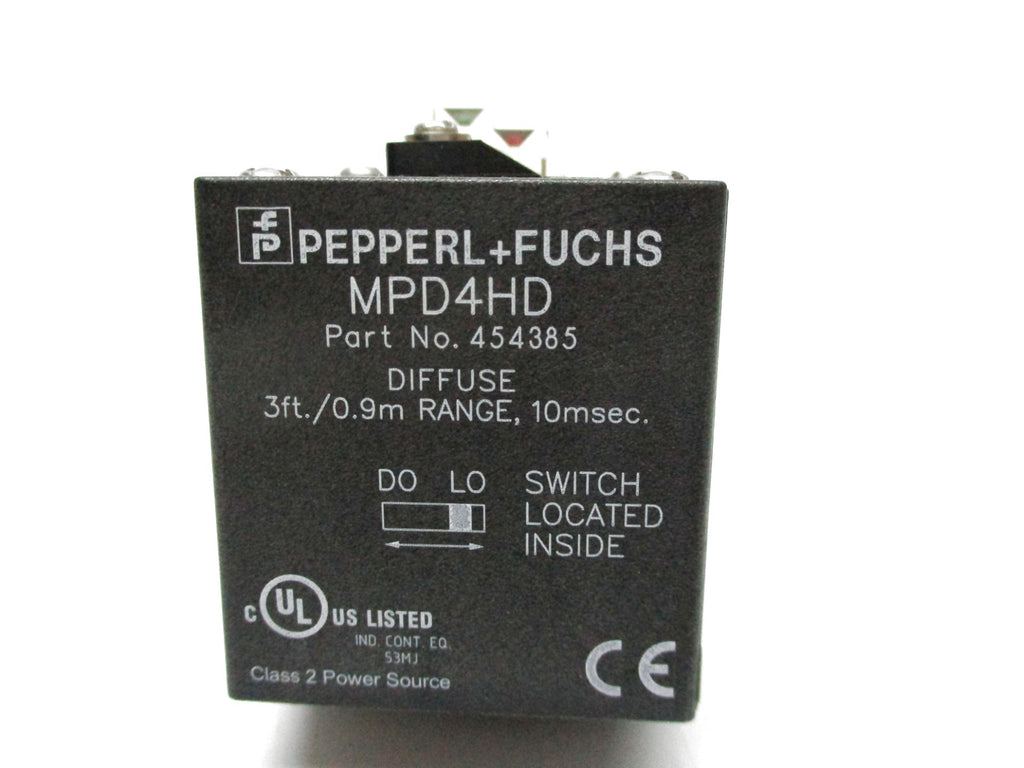 PEPPERL+FUCHS
MPD4HD
Part No. 454385
DIFFUSE
3ft./0.9m RANGE, 10msec.
DO LO SWITCH
LOCATED
INSIDE
C UL US LISTED
IND. CONT. EQ.
53MJ
Class 2 Power Source
CE